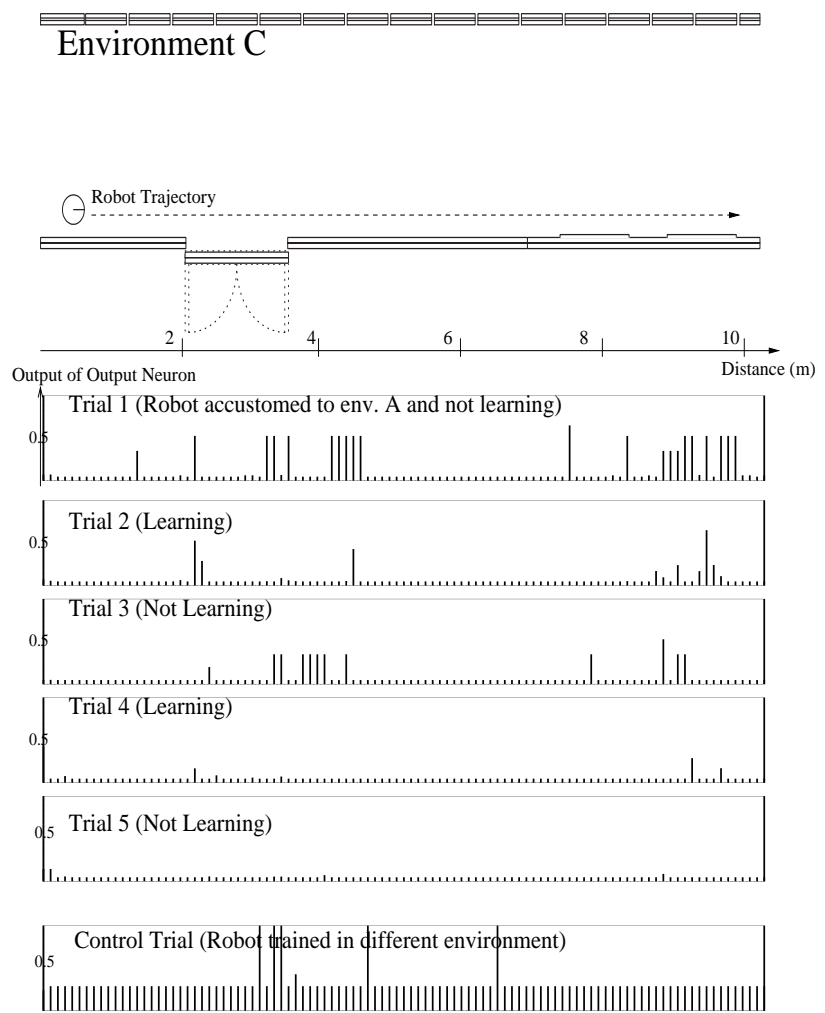 Environment C
Robot Trajectory
2 4 6 8 10
Distance (m)
Output of Output Neuron
Trial 1 (Robot accustomed to env. A and not learning)
0.5
Trial 2 (Learning)
0.5
Trial 3 (Not Learning)
0.5
Trial 4 (Learning)
0.5
Trial 5 (Not Learning)
0.5
Control Trial (Robot trained in different environment)
0.5